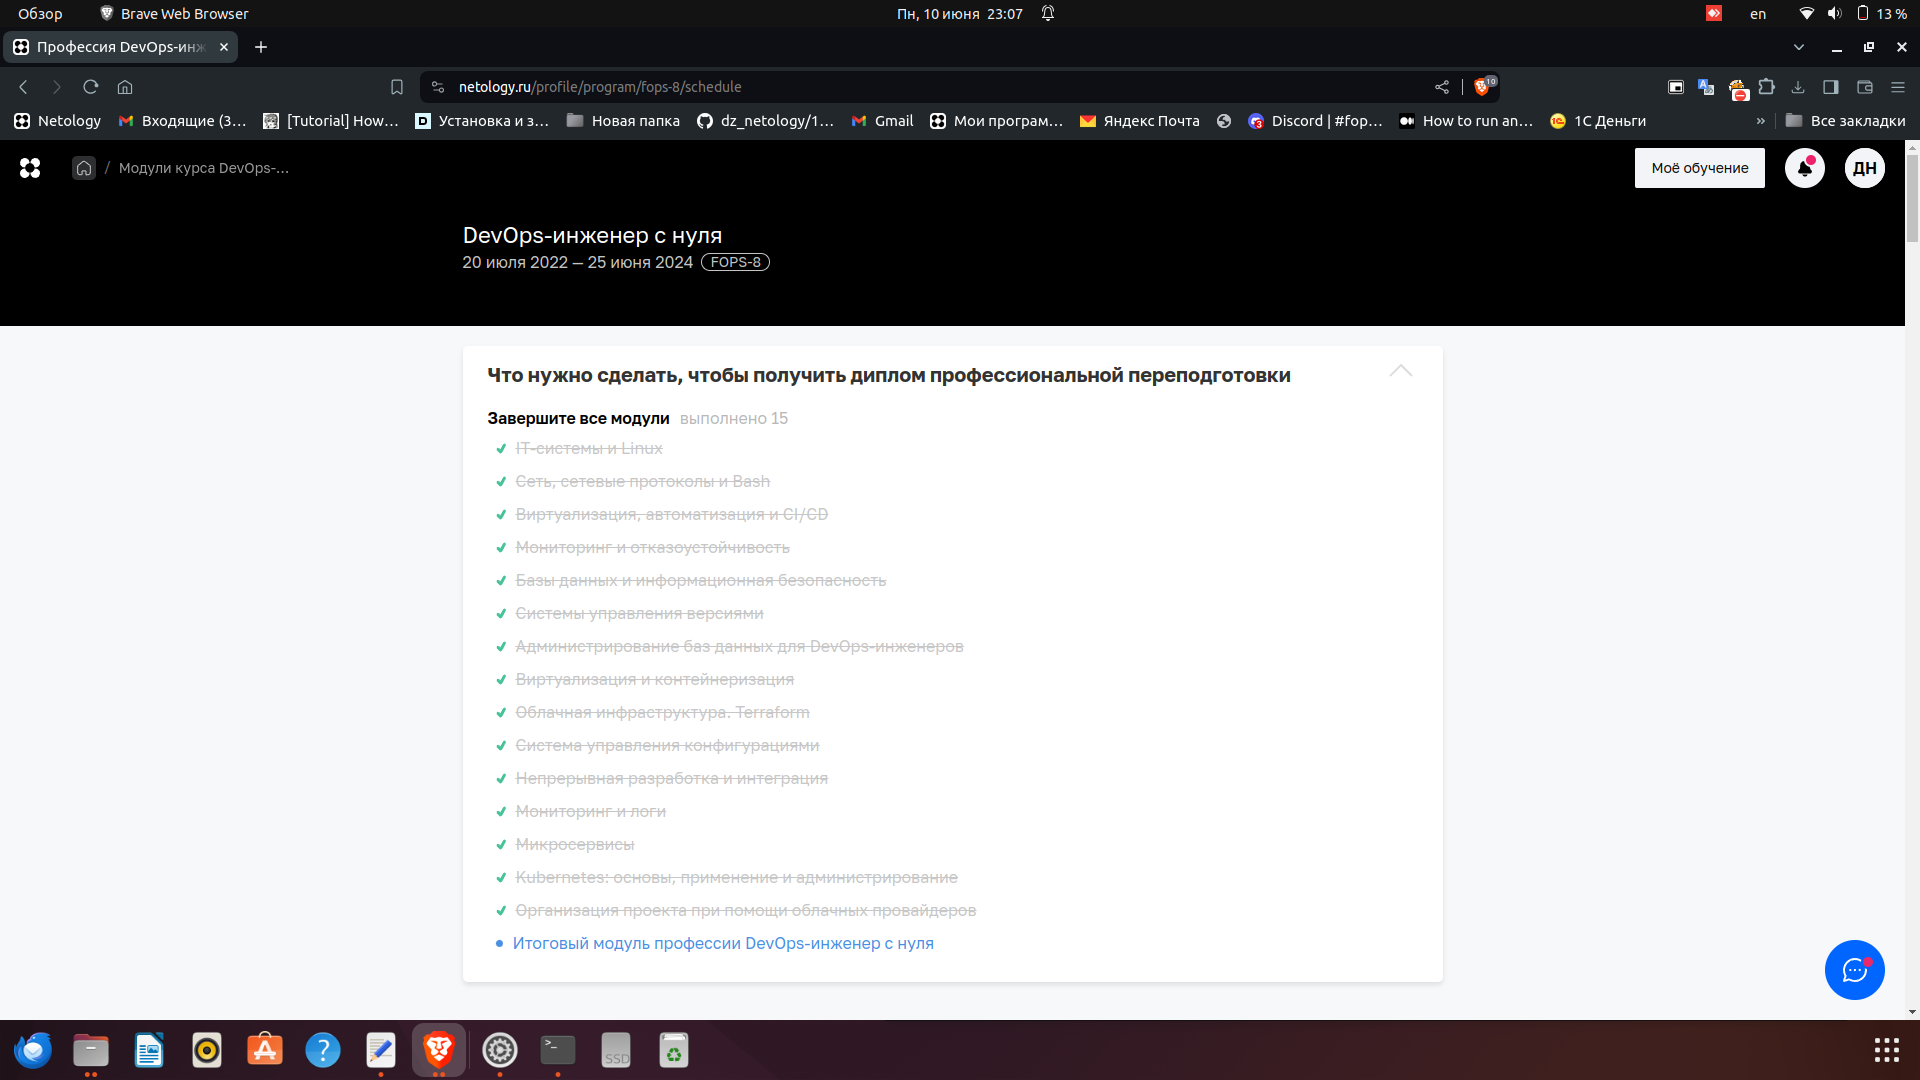 Обзор
Brave Web Browser
Пн, 10 июня 23:07
en
13 %
Профессия DevOps-инж
netology.ru/profile/program/fops-8/schedule
10
Netology
Входящие (3…
[Tutorial] How…
Установка и з…
Новая папка
dz_netology/1…
Gmail
Мои програм…
Яндекс Почта
Discord | #fop…
How to run an…
1С Деньги
»
Все закладки
/ Модули курса DevOps-...
Моё обучение
ДН
DevOps-инженер с нуля
20 июля 2022 — 25 июня 2024 FOPS-8
Что нужно сделать, чтобы получить диплом профессиональной переподготовки
Завершите все модули выполнено 15
IT-системы и Linux
Сеть, сетевые протоколы и Bash
Виртуализация, автоматизация и CI/CD
Мониторинг и отказоустойчивость
Базы данных и информационная безопасность
Системы управления версиями
Администрирование баз данных для DevOps-инженеров
Виртуализация и контейнеризация
Облачная инфраструктура. Terraform
Система управления конфигурациями
Непрерывная разработка и интеграция
Мониторинг и логи
Микросервисы
Kubernetes: основы, применение и администрирование
Организация проекта при помощи облачных провайдеров
Итоговый модуль профессии DevOps-инженер с нуля
SSD